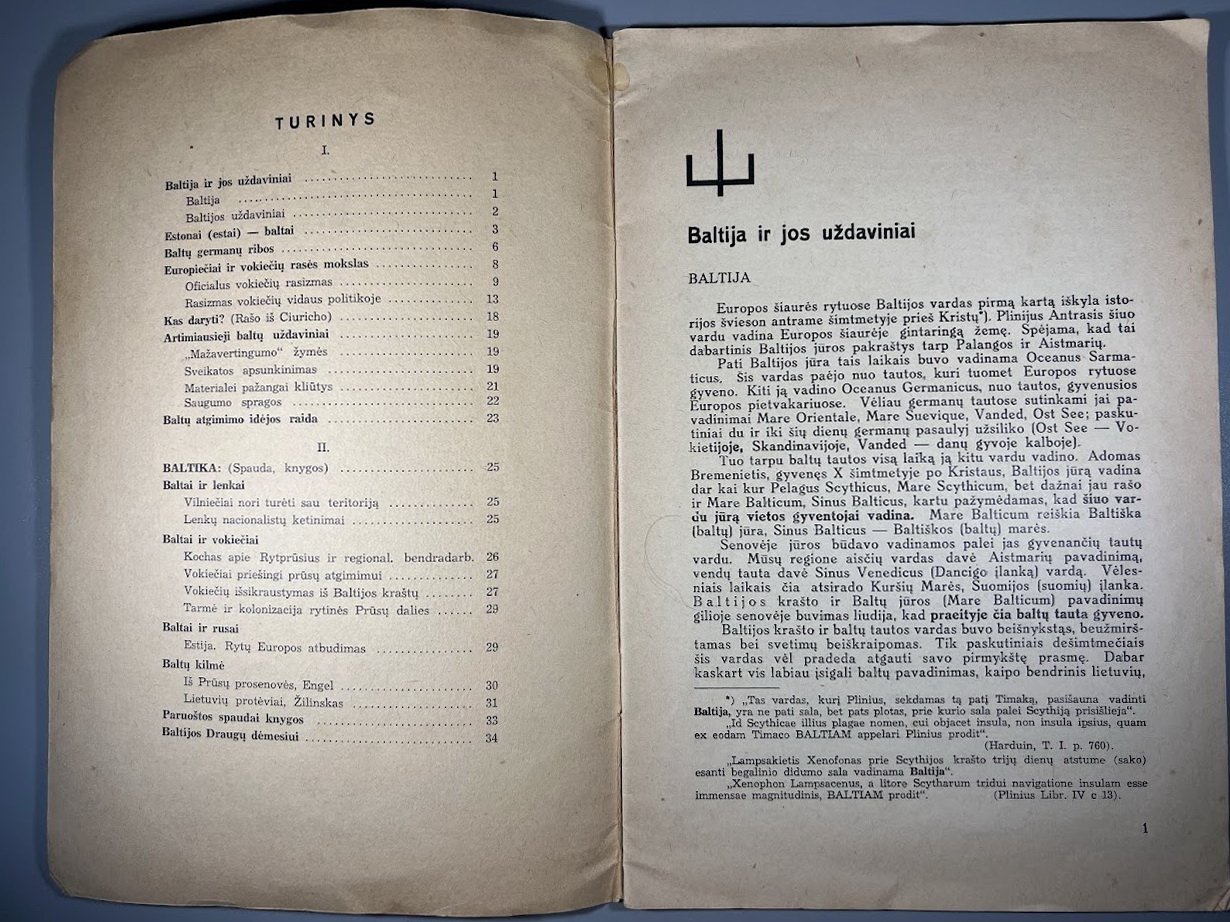 TURINYS
I.
Baltija ir jos uždaviniai . . . . . . . . . . . . . . . . . . . . . . . . 1
Baltija . . . . . . . . . . . . . . . . . . . . . . . . . . . . . . . . . 1
Baltijos uždaviniai . . . . . . . . . . . . . . . . . . . . . . . . . . 2
Estonai (estai) — baltai . . . . . . . . . . . . . . . . . . . . . . . . 3
Baltų germanų ribos . . . . . . . . . . . . . . . . . . . . . . . . . . 6
Europiečiai ir vokiečių rasės mokslas . . . . . . . . . . . . . . 8
Oficialus vokiečių rasizmas . . . . . . . . . . . . . . . . . . . . 9
Rasizmas vokiečių vidaus politikoje . . . . . . . . . . . . 13
Kas daryti? (Rašo iš Ciuricho) . . . . . . . . . . . . . . . . . . 18
Artimiausieji baltų uždaviniai . . . . . . . . . . . . . . . . . . 19
„Mažavertingumo“ žymės . . . . . . . . . . . . . . . . . . . . 19
Sveikatos apsunkinimas . . . . . . . . . . . . . . . . . . . . . . 19
Materialei pažangai kliūtys . . . . . . . . . . . . . . . . . . . . 21
Saugumo spragos . . . . . . . . . . . . . . . . . . . . . . . . . . 22
Baltų atgimimo idėjos raida . . . . . . . . . . . . . . . . . . . . 23
II.
BALTIKA: (Spauda, knygos) . . . . . . . . . . . . . . . . . . . . 25
Baltai ir lenkai
Vilniečiai nori turėti sau teritoriją . . . . . . . . . . . . . . 25
Lenkų nacionalistų ketinimai . . . . . . . . . . . . . . . . . . 25
Baltai ir vokiečiai
Kochas apie Rytprūsius ir regional. bendradarb. 26
Vokiečiai priešingi prūsų atgimimui . . . . . . . . . . . . 27
Vokiečių išsikraustymas iš Baltijos kraštų . . . . . . . . 27
Tarmė ir kolonizacija rytinės Prūsų dalies . . . . . . . . 29
Baltai ir rusai
Estija. Rytų Europos atbudimas . . . . . . . . . . . . . . . . 29
Baltų kilmė
Iš Prūsų prosenovės, Engel . . . . . . . . . . . . . . . . . . . . 30
Lietuvių protėviai, Žilinskas . . . . . . . . . . . . . . . . . . 31
Paruoštos spaudai knygos . . . . . . . . . . . . . . . . . . . . . . 33
Baltijos Draugų dėmesiui . . . . . . . . . . . . . . . . . . . . . . 34
Baltija ir jos uždaviniai
BALTIJA
Europos šiaurės rytuose Baltijos vardas pirmą kartą iškyla isto-
rijos švieson antrame šimtmetyje prieš Kristų*). Plinijus Antrasis šiuo
vardu vadina Europos šiaurėje gintaringą žemę. Spėjama, kad tai
dabartinis Baltijos jūros pakraštys tarp Palangos ir Aistmarių.
Pati Baltijos jūra tais laikais buvo vadinama Oceanus Sarma-
ticus. Šis vardas paėjo nuo tautos, kuri tuomet Europos rytuose
gyveno. Kiti ją vadino Oceanus Germanicus, nuo tautos, gyvenusios
Europos pietvakariuose. Vėliau germanų tautose sutinkami jai pa-
vadinimai Mare Orientale, Mare Suevique, Vanded, Ost See; pasku-
tiniai du ir iki šių dienų germanų pasaulyj užsiliko (Ost See — Vo-
kietijoje, Skandinavijoje, Vanded — danų gyvoje kalboje).
Tuo tarpu baltų tautos visą laiką ją kitu vardu vadino. Adomas
Bremenietis, gyvenęs X šimtmetyje po Kristaus, Baltijos jūrą vadina
dar kai kur Pelagus Scythicus, Mare Scythicum, bet dažnai jau rašo
ir Mare Balticum, Sinus Balticus, kartu pažymėdamas, kad šiuo var-
du jūrą vietos gyventojai vadina. Mare Balticum reiškia Baltiška
(baltų) jūra, Sinus Balticus — Baltiškos (baltų) marės.
Senovėje jūros būdavo vadinamos palei jas gyvenančių tautų
vardu. Mūsų regione aisčių vardas davė Aistmarių pavadinimą,
vendų tauta davė Sinus Venedicus (Dancigo įlanką) vardą. Vėles-
niais laikais čia atsirado Kuršių Marės, Suomijos (suomių) įlanka.
Baltijos krašto ir Baltų jūros (Mare Balticum) pavadinimų
gilioje senovėje buvimas liudija, kad praeityje čia baltų tauta gyveno.
Baltijos krašto ir baltų tautos vardas buvo beišnykstąs, beužmirš-
tamas bei svetimų beiškraipomas. Tik paskutiniais dešimtmečiais
šis vardas vėl pradeda atgauti savo pirmykštę prasmę. Dabar
kaskart vis labiau įsigali baltų pavadinimas, kaipo bendrinis lietuvių,
*) „Tas vardas, kurį Plinius, sekdamas tą patį Timaką, pasišauna vadinti
Baltija, yra ne pati sala, bet pats plotas, prie kurio sala palei Scythiją prisišlieja“.
„Id Scythicae illius plagae nomen, cui objacet insula, non insula ipsius, quam
ex eodam Timaco BALTIAM appelari Plinius prodit“.
(Harduin, T. I. p. 760).
„Lampsakietis Xenofonas prie Scythijos krašto trijų dienų atstume (sako)
esanti begalinio didumo sala vadinama Baltija“.
„Xenophon Lampsacenus, a litore Scytharum tridui navigatione insulam esse
immensae magnitudinis, BALTIAM prodit“. (Plinius Libr. IV c 13).
1